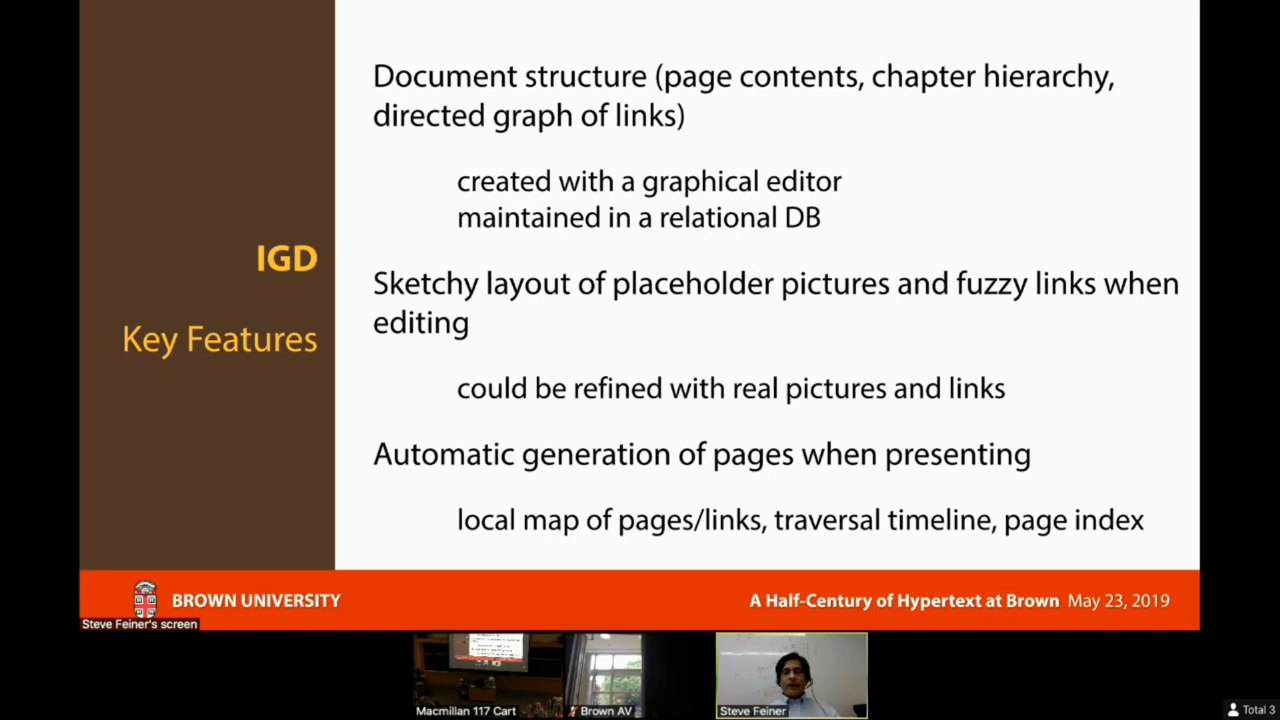 Document structure (page contents, chapter hierarchy,
directed graph of links)
created with a graphical editor
maintained in a relational DB
IGD
Key Features
Sketchy layout of placeholder pictures and fuzzy links when
editing
could be refined with real pictures and links
Automatic generation of pages when presenting
local map of pages/links, traversal timeline, page index
BROWN UNIVERSITY
A Half-Century of Hypertext at Brown May 23, 2019
Steve Feiner's screen
Macmillan 117 Cart
Brown AV
Steve Feiner
Total 3